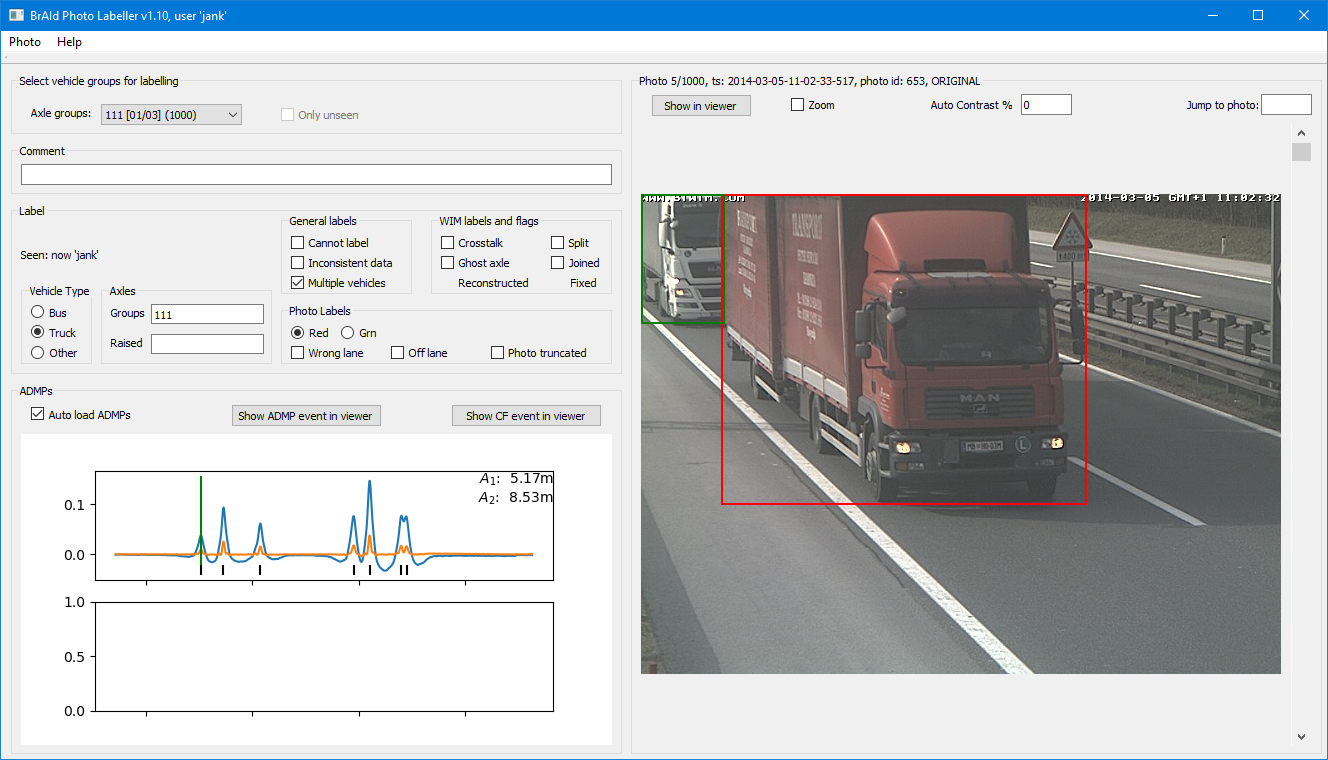 BrAId Photo Labeller v1.10, user 'jank'
Photo Help
Select vehicle groups for labelling
Axle groups: 111 [01/03] (1000) Only unseen
Comment
Label
Seen: now 'jank'
General labels
Cannot label
Inconsistent data
Multiple vehicles
WIM labels and flags
Crosstalk Split
Ghost axle Joined
Reconstructed Fixed
Vehicle Type
Bus
Truck
Other
Axles
Groups 111
Raised
Photo Labels
Red Grn
Wrong lane Off lane Photo truncated
ADMPs
Auto load ADMPs Show ADMP event in viewer Show CF event in viewer
A1: 5.17m
A2: 8.53m
0.1
0.0
1.0
0.5
0.0
Photo 5/1000, ts: 2014-03-05-11-02-33-517, photo id: 653, ORIGINAL
Show in viewer Zoom Auto Contrast % 0 Jump to photo:
2014-03-05 GMT+1 11:02:32
MAN
L